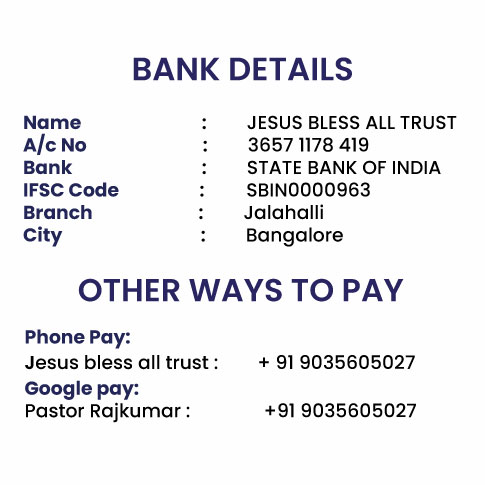 BANK DETAILS
Name : JESUS BLESS ALL TRUST
A/c No : 3657 1178 419
Bank : STATE BANK OF INDIA
IFSC Code : SBIN0000963
Branch : Jalahalli
City : Bangalore
OTHER WAYS TO PAY
Phone Pay:
Jesus bless all trust : + 91 9035605027
Google pay:
Pastor Rajkumar : +91 9035605027